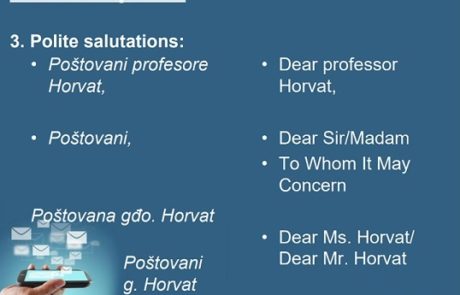 3. Polite salutations:
• Poštovani profesore
Horvat,
• Poštovani,
Poštovana gđo. Horvat
Poštovani
g. Horvat
• Dear professor
Horvat,
• Dear Sir/Madam
• To Whom It May
Concern
• Dear Ms. Horvat/
Dear Mr. Horvat